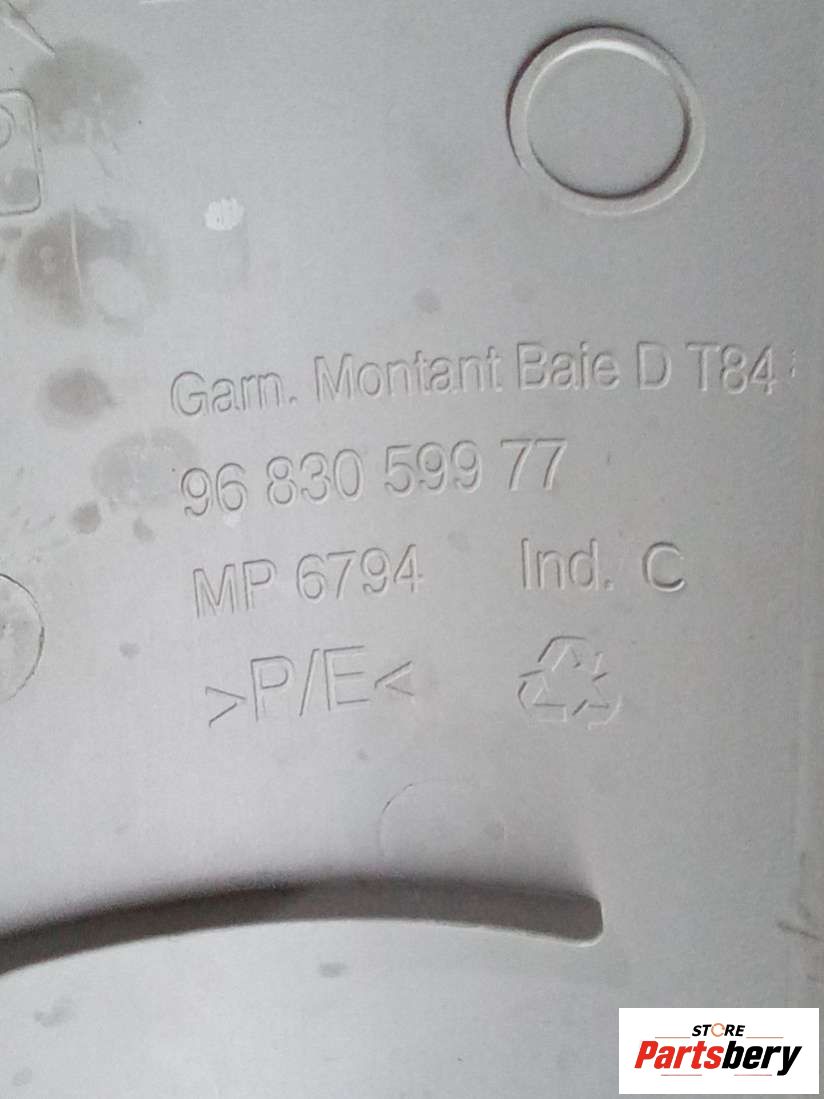 Garn. Montant Baie D T84
96 830 599 77
MP 6794 Ind. C
>P/E<
STORE
Partsbery